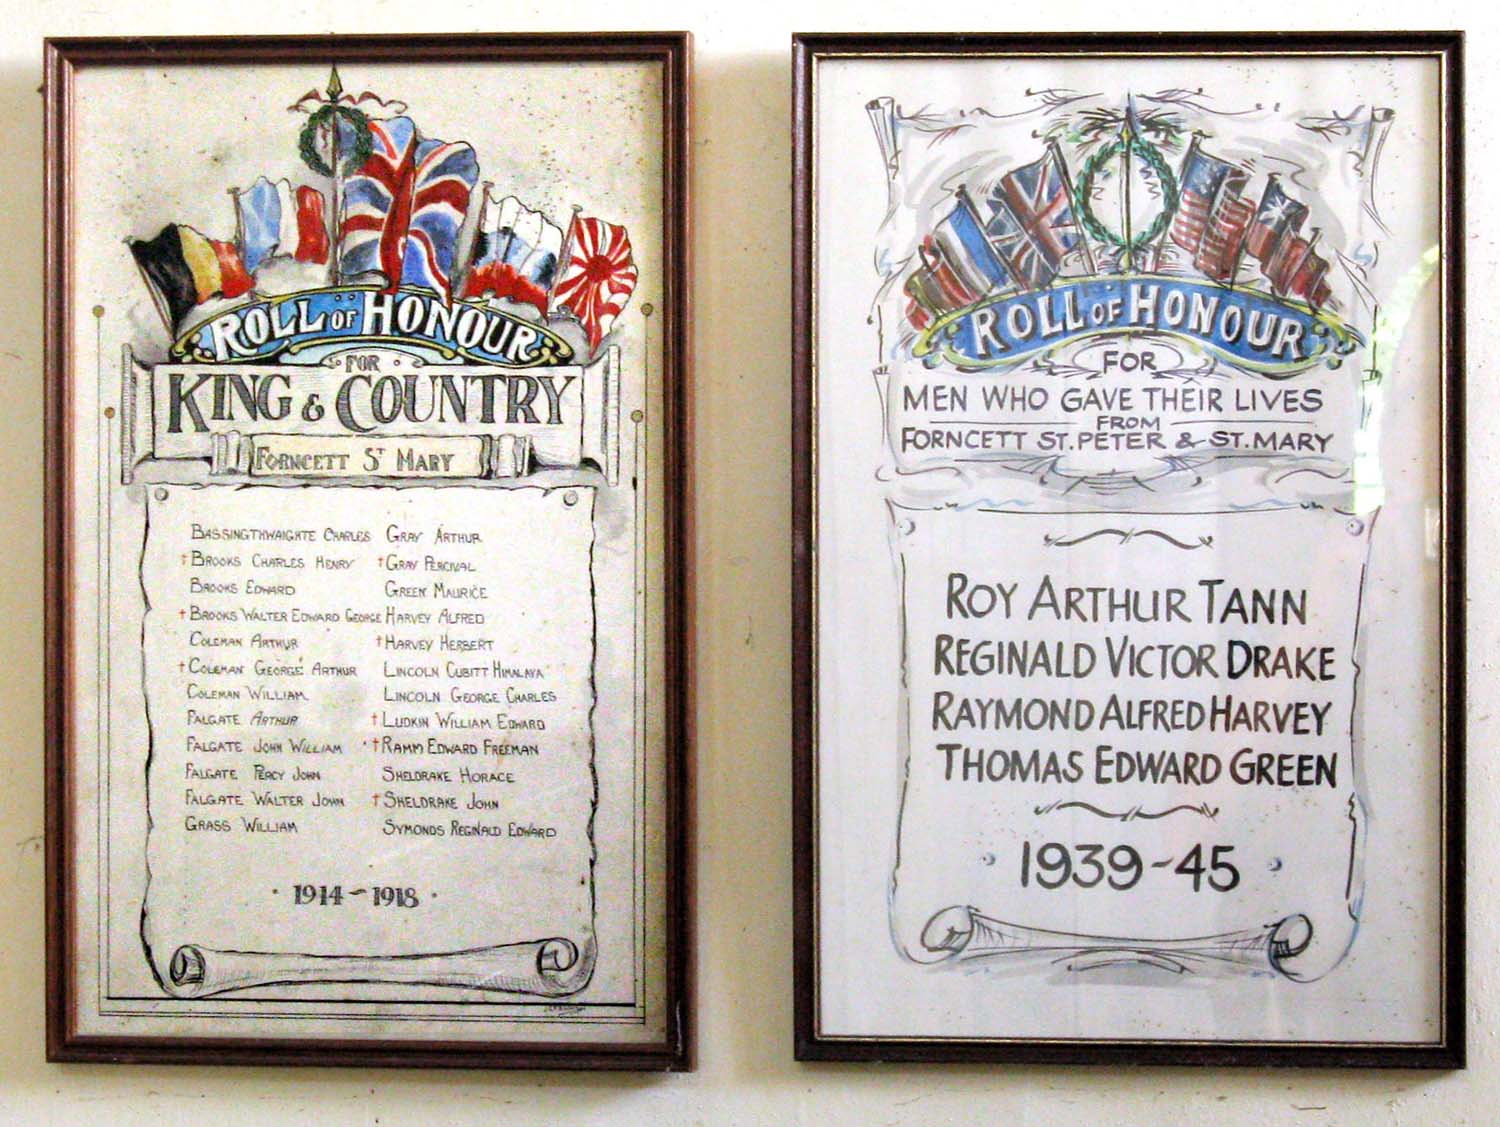 ROLL OF HONOUR
FOR
KING & COUNTRY
FORNCETT ST MARY
BASSINGTHWAIGHTE CHARLES
†BROOKS CHARLES HENRY
BROOKS EDWARD
†BROOKS WALTER EDWARD GEORGE
COLEMAN ARTHUR
†COLEMAN GEORGE ARTHUR
COLEMAN WILLIAM
FALGATE ARTHUR
FALGATE JOHN WILLIAM
FALGATE PERCY JOHN
FALGATE WALTER JOHN
GRASS WILLIAM
GRAY ARTHUR
†GRAY PERCIVAL
GREEN MAURICE
HARVEY ALFRED
†HARVEY HERBERT
LINCOLN CUBITT HIMALAYA
LINCOLN GEORGE CHARLES
†LUDKIN WILLIAM EDWARD
†RAMM EDWARD FREEMAN
SHELDRAKE HORACE
†SHELDRAKE JOHN
SYMONDS REGINALD EDWARD
· 1914 ~ 1918 ·
ROLL OF HONOUR
FOR
MEN WHO GAVE THEIR LIVES
FROM
FORNCETT ST. PETER & ST. MARY
ROY ARTHUR TANN
REGINALD VICTOR DRAKE
RAYMOND ALFRED HARVEY
THOMAS EDWARD GREEN
1939-45